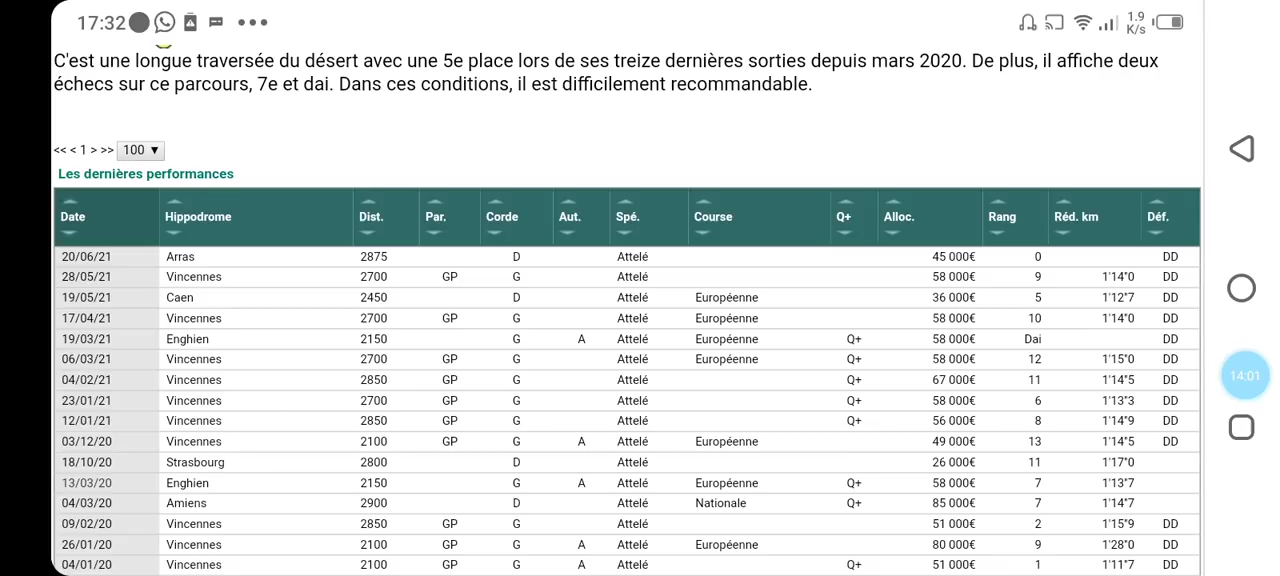 17:32
1.9 K/s
C'est une longue traversée du désert avec une 5e place lors de ses treize dernières sorties depuis mars 2020. De plus, il affiche deux
échecs sur ce parcours, 7e et dai. Dans ces conditions, il est difficilement recommandable.
<< < 1 > >> 100 ▼
Les dernières performances
Date Hippodrome Dist. Par. Corde Aut. Spé. Course Q+ Alloc. Rang Réd. km Déf.
20/06/21 Arras 2875 D Attelé 45 000€ 0 DD
28/05/21 Vincennes 2700 GP G Attelé 58 000€ 9 1'14"0 DD
19/05/21 Caen 2450 D Attelé Européenne 36 000€ 5 1'12"7 DD
17/04/21 Vincennes 2700 GP G Attelé Européenne 58 000€ 10 1'14"0 DD
19/03/21 Enghien 2150 G A Attelé Européenne Q+ 58 000€ Dai DD
06/03/21 Vincennes 2700 GP G Attelé Européenne Q+ 58 000€ 12 1'15"0 DD
04/02/21 Vincennes 2850 GP G Attelé Q+ 67 000€ 11 1'14"5 DD
23/01/21 Vincennes 2700 GP G Attelé Q+ 58 000€ 6 1'13"3 DD
12/01/21 Vincennes 2850 GP G Attelé Q+ 56 000€ 8 1'14"9 DD
03/12/20 Vincennes 2100 GP G A Attelé Européenne 49 000€ 13 1'14"5 DD
18/10/20 Strasbourg 2800 D Attelé 26 000€ 11 1'17"0
13/03/20 Enghien 2150 G A Attelé Européenne Q+ 58 000€ 7 1'13"7
04/03/20 Amiens 2900 D Attelé Nationale Q+ 85 000€ 7 1'14"7
09/02/20 Vincennes 2850 GP G Attelé 51 000€ 2 1'15"9 DD
26/01/20 Vincennes 2100 GP G A Attelé Européenne 80 000€ 9 1'28"0 DD
04/01/20 Vincennes 2100 GP G A Attelé Q+ 51 000€ 1 1'11"7 DD
14:01